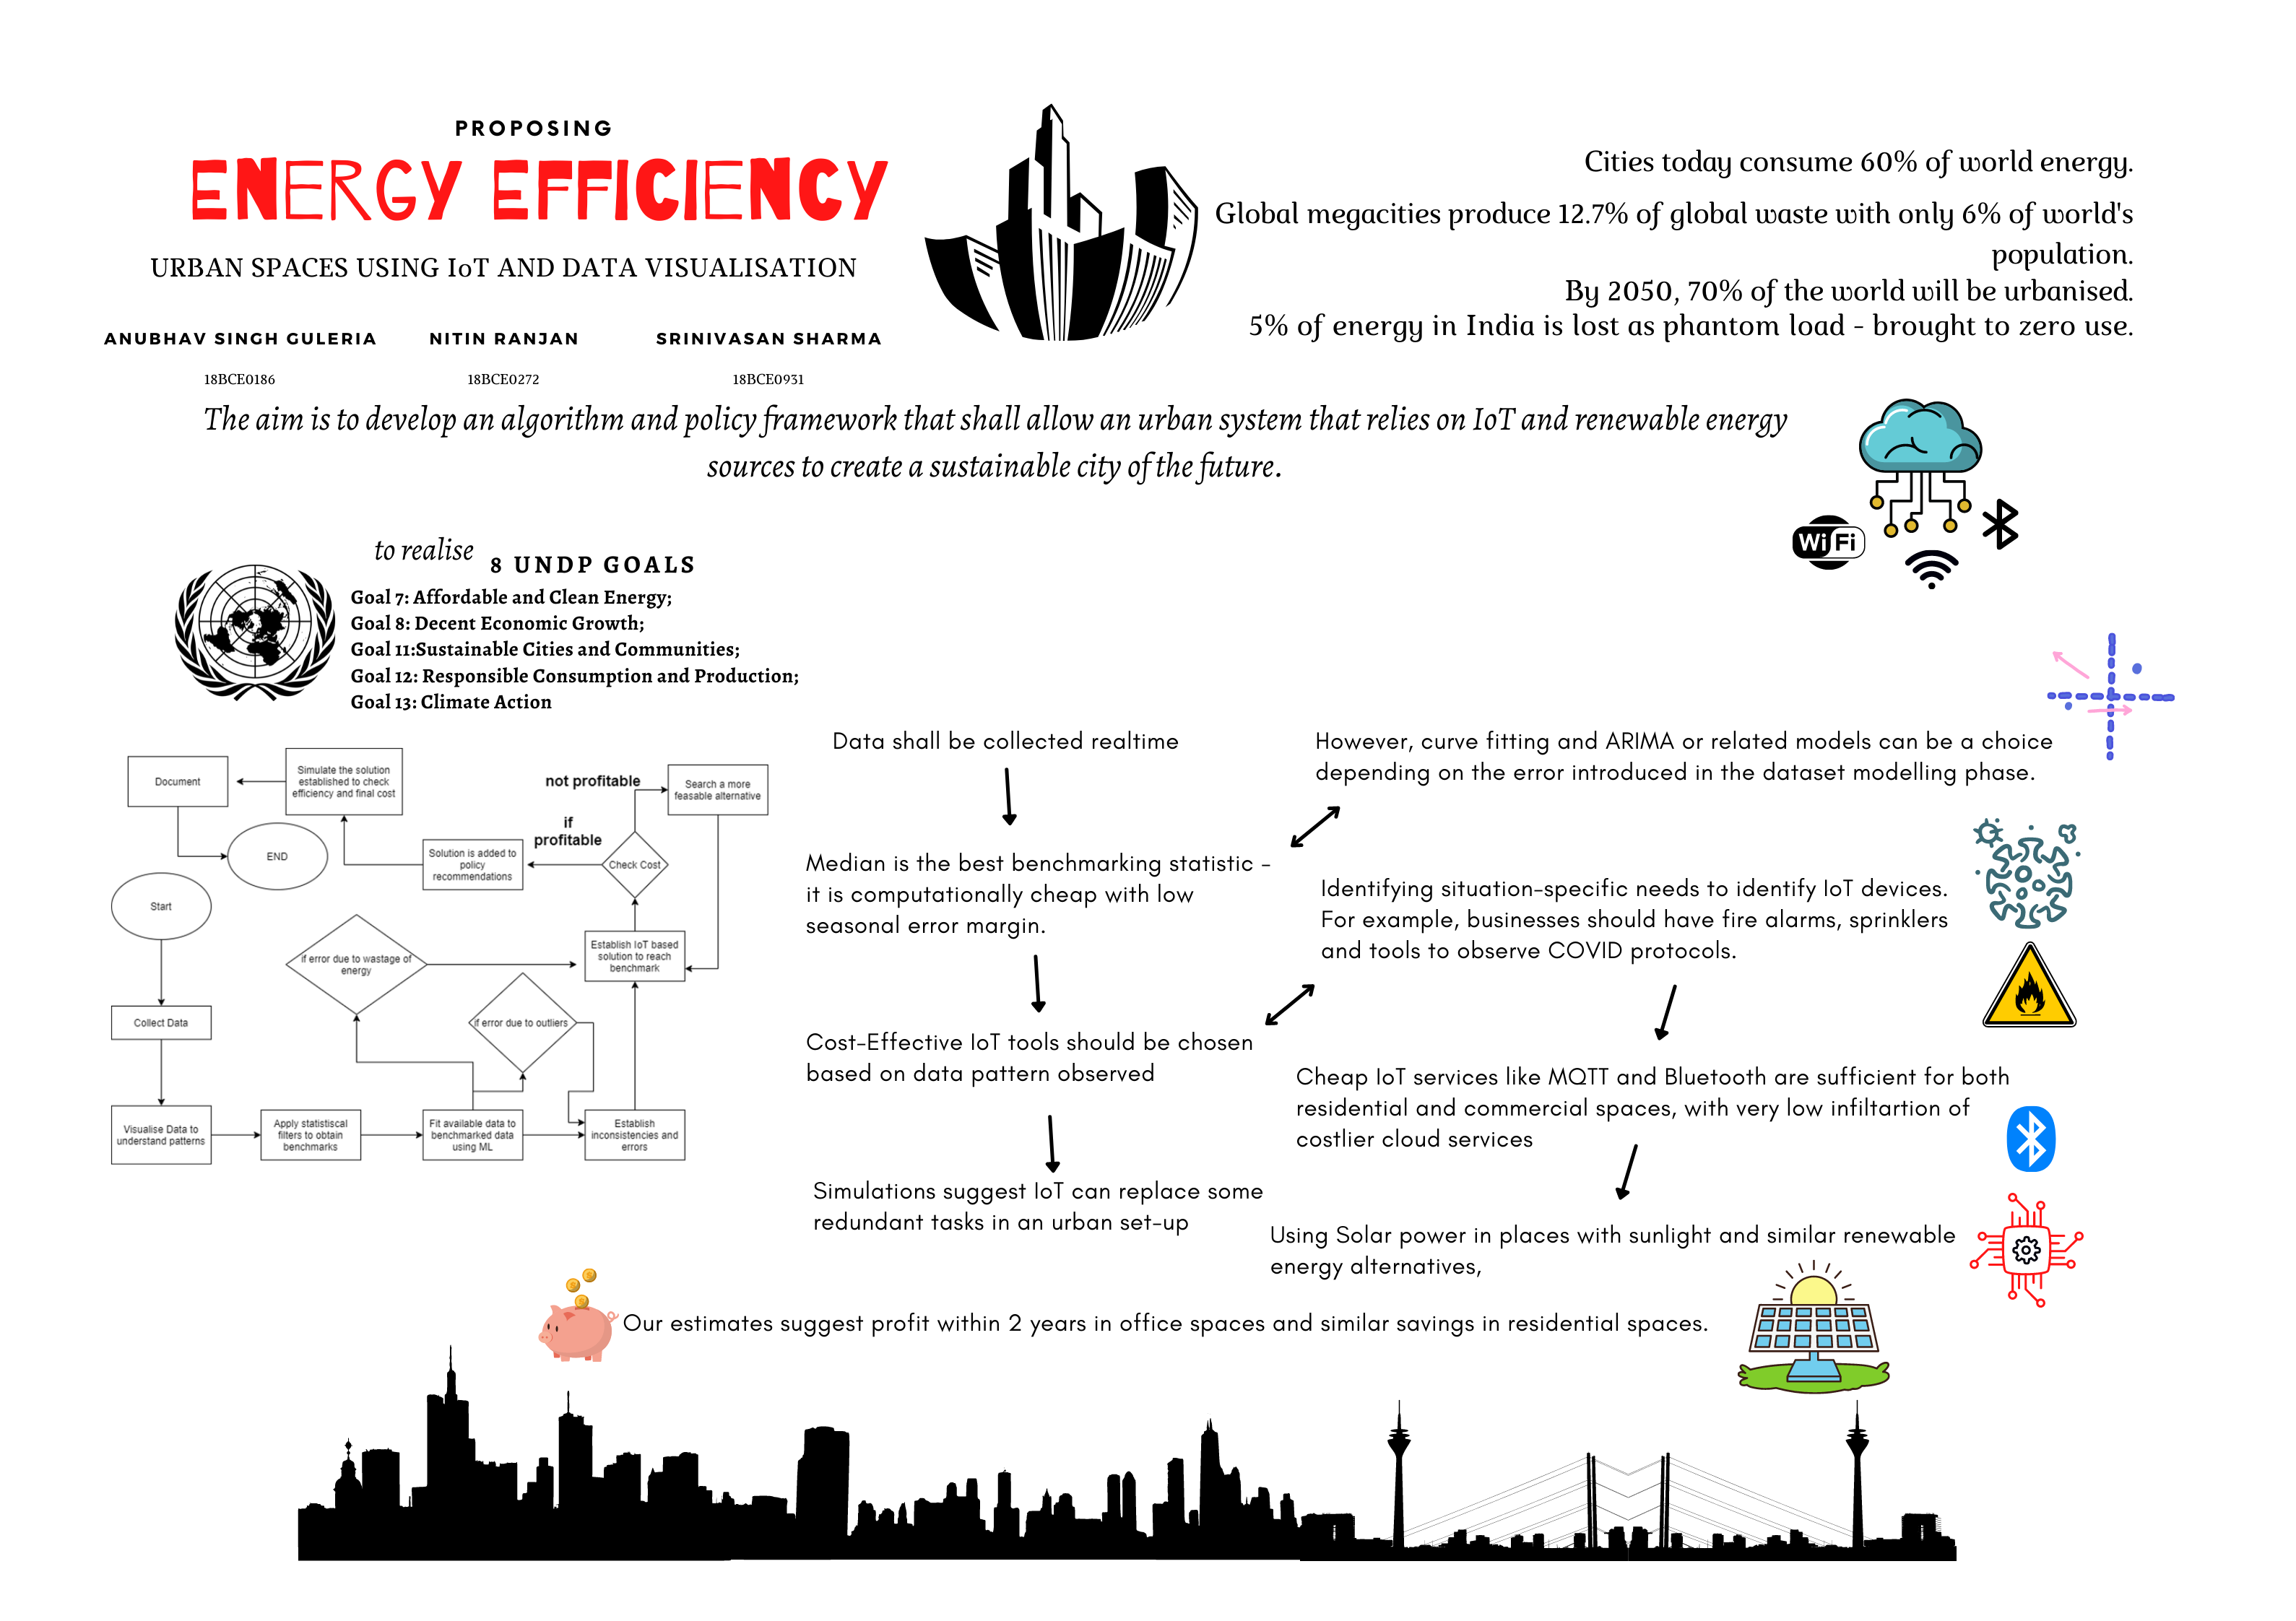 PROPOSING
ENERGY EFFICIENCY
URBAN SPACES USING IoT AND DATA VISUALISATION
ANUBHAV SINGH GULERIA
NITIN RANJAN
SRINIVASAN SHARMA
18BCE0186
18BCE0272
18BCE0931
Cities today consume 60% of world energy.
Global megacities produce 12.7% of global waste with only 6% of world's
population.
By 2050, 70% of the world will be urbanised.
5% of energy in India is lost as phantom load - brought to zero use.
The aim is to develop an algorithm and policy framework that shall allow an urban system that relies on IoT and renewable energy
sources to create a sustainable city of the future.
Wi Fi
to realise
8 UNDP GOALS
Goal 7: Affordable and Clean Energy;
Goal 8: Decent Economic Growth;
Goal 11:Sustainable Cities and Communities;
Goal 12: Responsible Consumption and Production;
Goal 13: Climate Action
Document
Simulate the solution
established to check
efficiency and final cost
not profitable
Search a more
feasable alternative
if
profitable
END
Solution is added to
policy
recommendations
Check Cost
Start
if error due to wastage of
energy
Establish IoT based
solution to reach
benchmark
Collect Data
if error due to outliers
Visualise Data to
understand patterns
Apply statistiscal
filters to obtain
benchmarks
Fit available data to
benchmarked data
using ML
Establish
inconsistencies and
errors
Data shall be collected realtime
Median is the best benchmarking statistic -
it is computationally cheap with low
seasonal error margin.
Cost-Effective IoT tools should be chosen
based on data pattern observed
Simulations suggest IoT can replace some
redundant tasks in an urban set-up
However, curve fitting and ARIMA or related models can be a choice
depending on the error introduced in the dataset modelling phase.
Identifying situation-specific needs to identify IoT devices.
For example, businesses should have fire alarms, sprinklers
and tools to observe COVID protocols.
Cheap IoT services like MQTT and Bluetooth are sufficient for both
residential and commercial spaces, with very low infiltartion of
costlier cloud services
Using Solar power in places with sunlight and similar renewable
energy alternatives,
Our estimates suggest profit within 2 years in office spaces and similar savings in residential spaces.